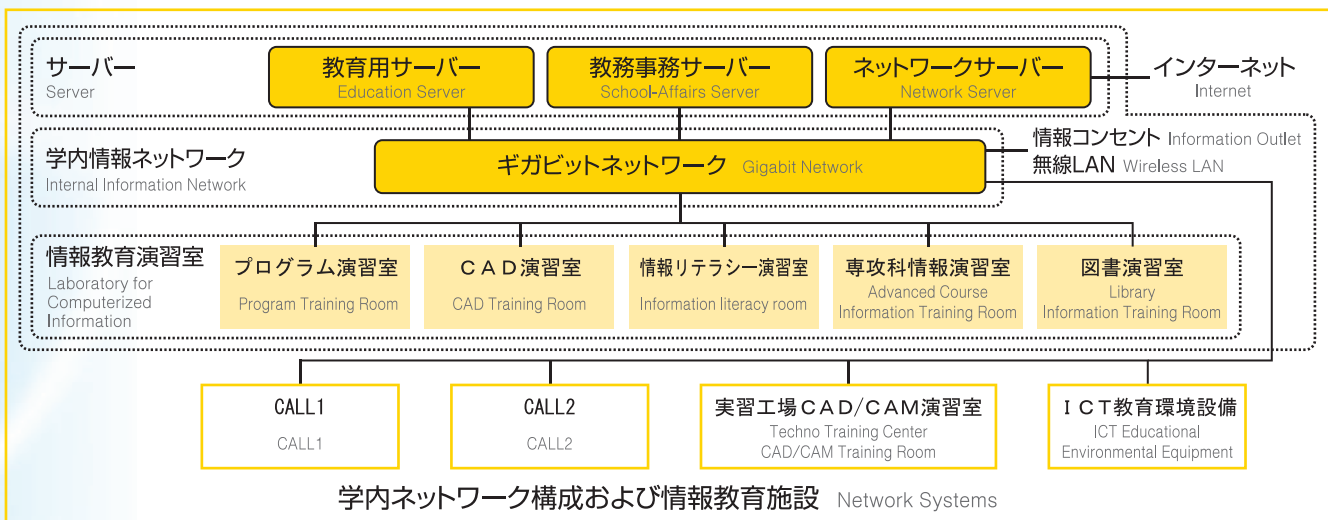 サーバー
Server
教育用サーバー
Education Server
教務事務サーバー
School-Affairs Server
ネットワークサーバー
Network Server
インターネット
Internet
学内情報ネットワーク
Internal Information Network
ギガビットネットワーク Gigabit Network
情報コンセント Information Outlet
無線LAN Wireless LAN
情報教育演習室
Laboratory for
Computerized
Information
プログラム演習室
Program Training Room
CAD演習室
CAD Training Room
情報リテラシー演習室
Information literacy room
専攻科情報演習室
Advanced Course
Information Training Room
図書演習室
Library
Information Training Room
CALL1
CALL1
CALL2
CALL2
実習工場CAD/CAM演習室
Techno Training Center
CAD/CAM Training Room
ICT教育環境設備
ICT Educational
Environmental Equipment
学内ネットワーク構成および情報教育施設 Network Systems